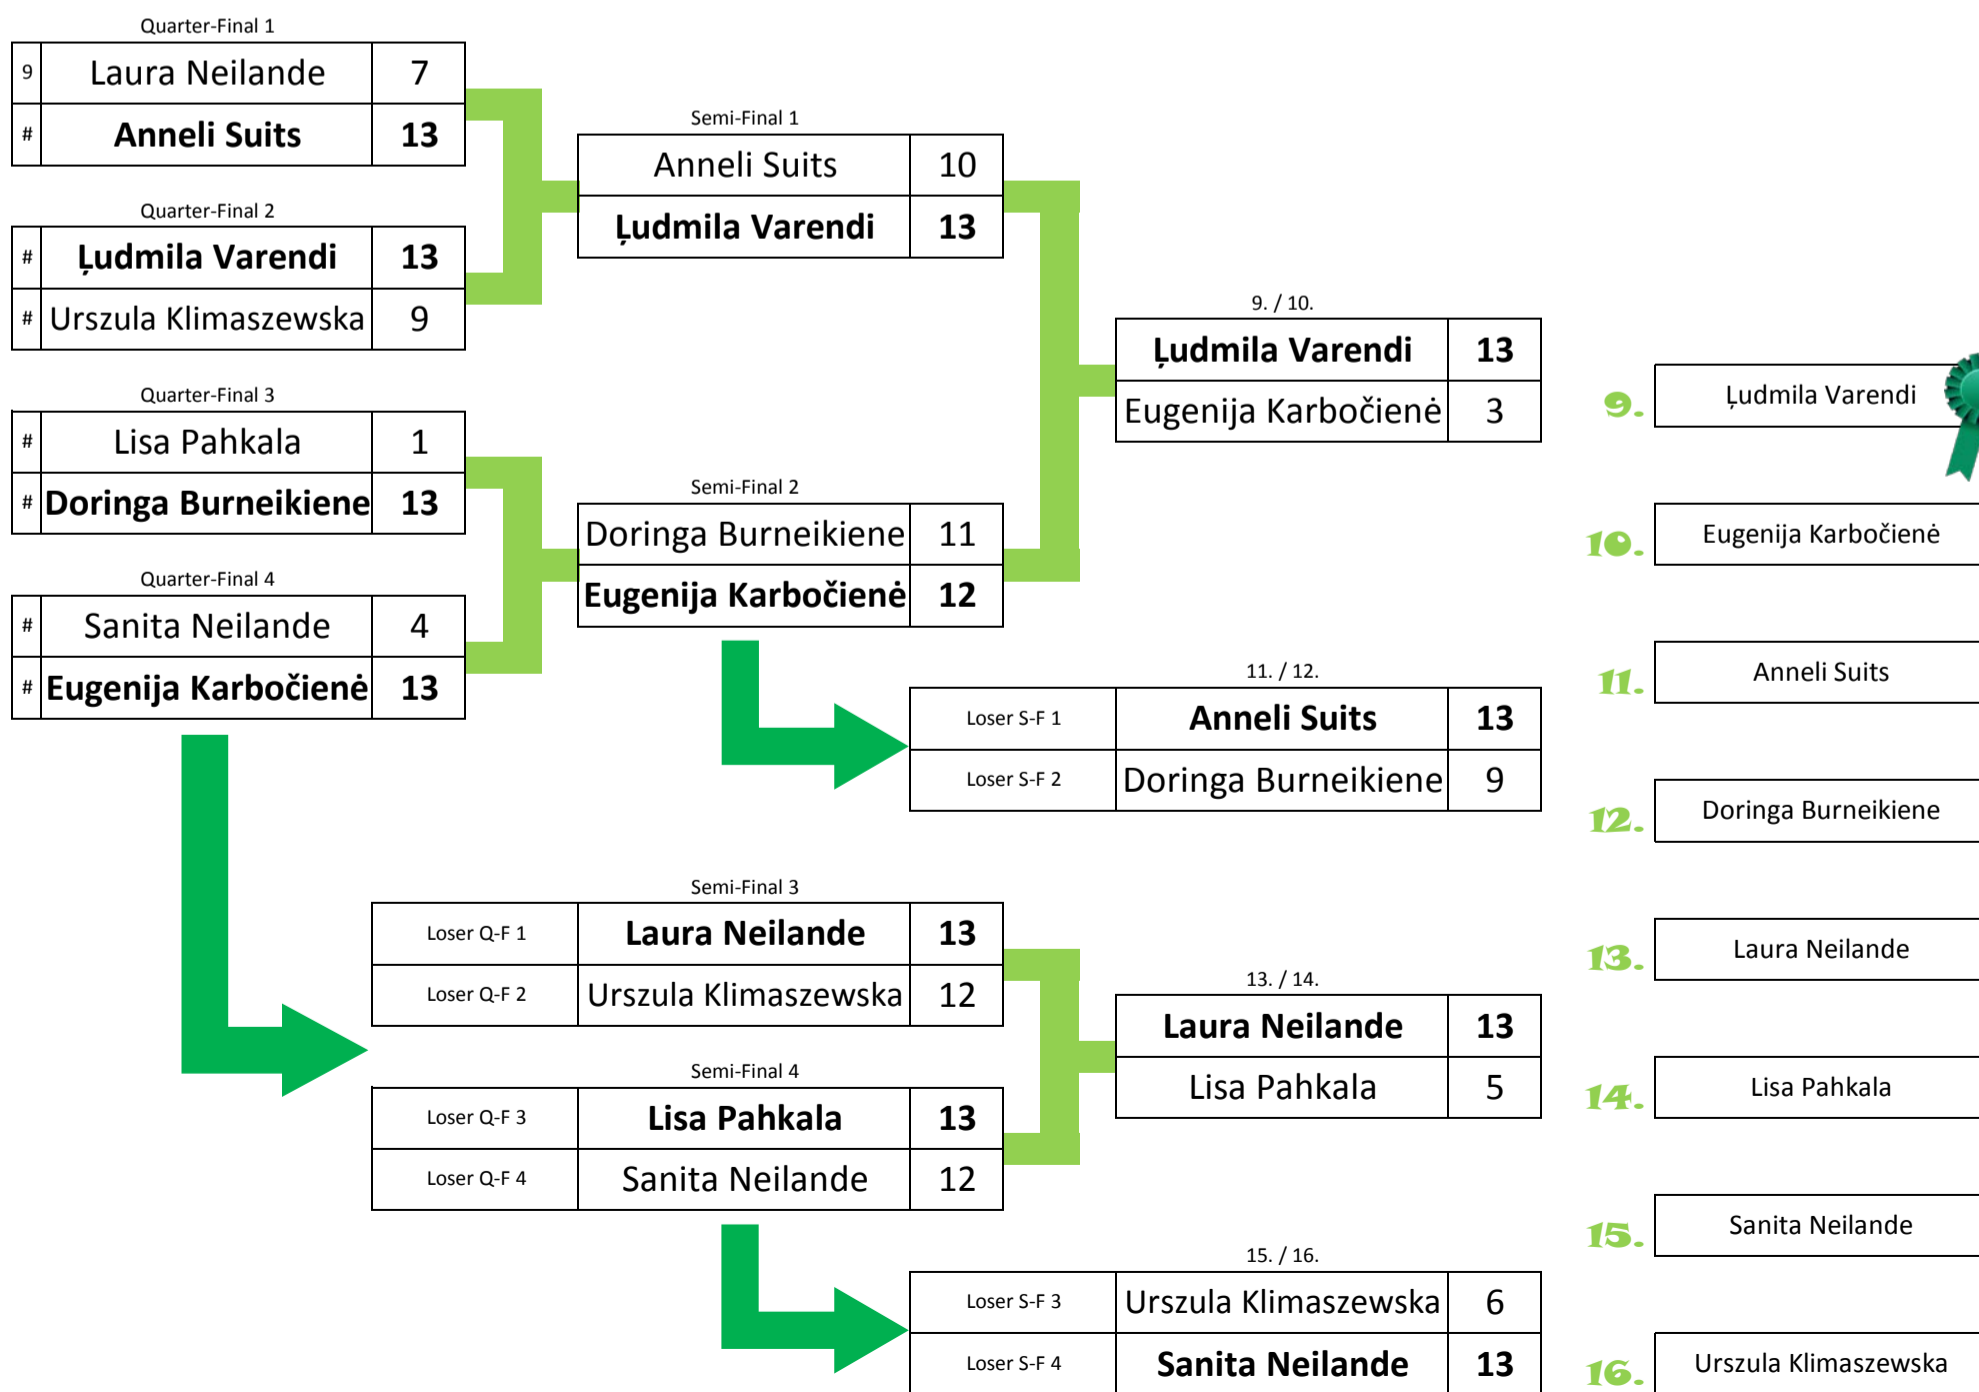 Quarter-Final 1
9 Laura Neilande 7
# Anneli Suits 13
Quarter-Final 2
# Ļudmila Varendi 13
# Urszula Klimaszewska 9
Quarter-Final 3
# Lisa Pahkala 1
# Doringa Burneikiene 13
Quarter-Final 4
# Sanita Neilande 4
# Eugenija Karbočienė 13
Semi-Final 1
Anneli Suits 10
Ļudmila Varendi 13
Semi-Final 2
Doringa Burneikiene 11
Eugenija Karbočienė 12
9. / 10.
Ļudmila Varendi 13
Eugenija Karbočienė 3
11. / 12.
Loser S-F 1 Anneli Suits 13
Loser S-F 2 Doringa Burneikiene 9
Semi-Final 3
Loser Q-F 1 Laura Neilande 13
Loser Q-F 2 Urszula Klimaszewska 12
Semi-Final 4
Loser Q-F 3 Lisa Pahkala 13
Loser Q-F 4 Sanita Neilande 12
13. / 14.
Laura Neilande 13
Lisa Pahkala 5
15. / 16.
Loser S-F 3 Urszula Klimaszewska 6
Loser S-F 4 Sanita Neilande 13
9. Ļudmila Varendi
10. Eugenija Karbočienė
11. Anneli Suits
12. Doringa Burneikiene
13. Laura Neilande
14. Lisa Pahkala
15. Sanita Neilande
16. Urszula Klimaszewska